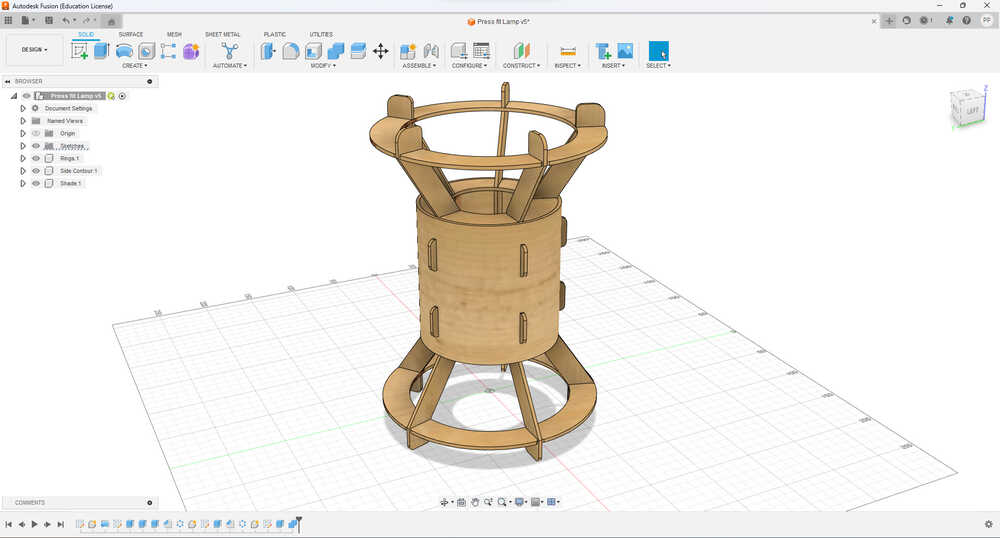 Autodesk Fusion (Education License)
Press fit Lamp v5*
1
PP
DESIGN
SOLID SURFACE MESH SHEET METAL PLASTIC UTILITIES
CREATE AUTOMATE MODIFY ASSEMBLE CONFIGURE CONSTRUCT INSPECT INSERT SELECT
BROWSER
Press fit Lamp v5
Document Settings
Named Views
Origin
Sketches
Rings:1
Side Contour:1
Shade:1
LEFT
Z
COMMENTS